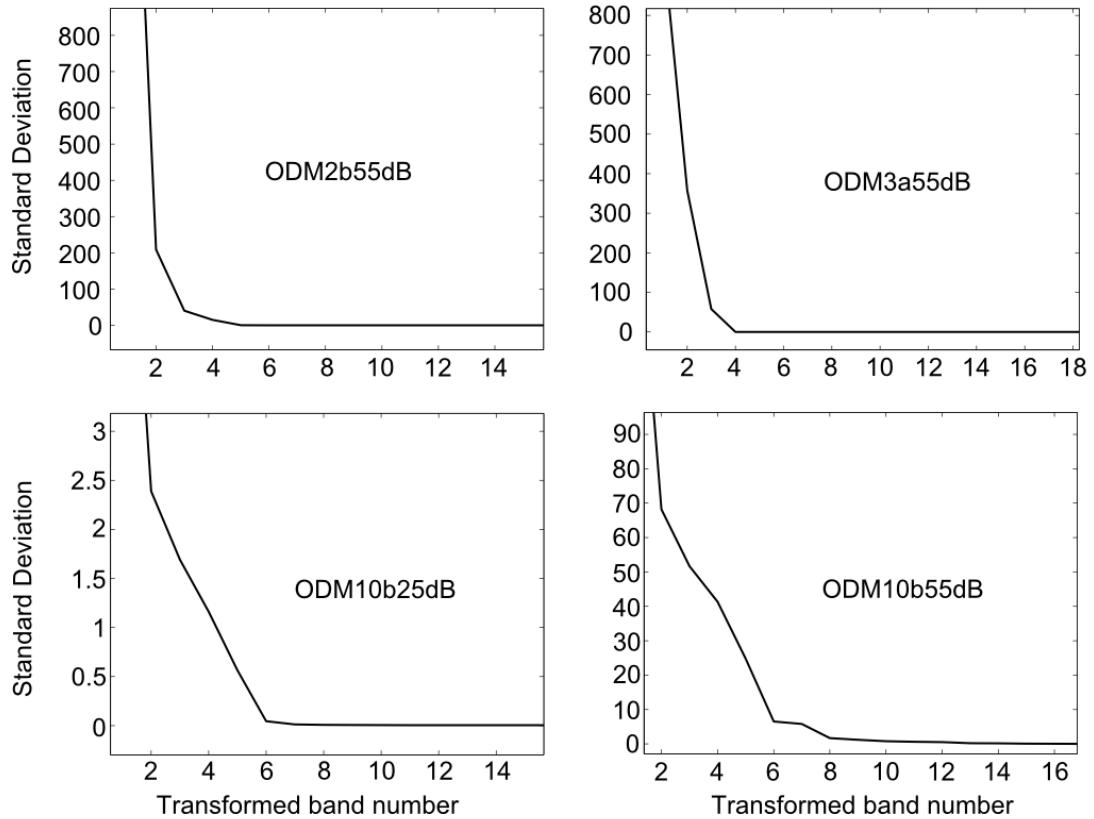 Standard Deviation
800
700
600
500
400
300
200
100
0
ODM2b55dB
2 4 6 8 10 12 14
800
700
600
500
400
300
200
100
0
ODM3a55dB
2 4 6 8 10 12 14 16 18
Standard Deviation
3
2.5
2
1.5
1
0.5
0
ODM10b25dB
2 4 6 8 10 12 14
Transformed band number
90
80
70
60
50
40
30
20
10
0
ODM10b55dB
2 4 6 8 10 12 14 16
Transformed band number